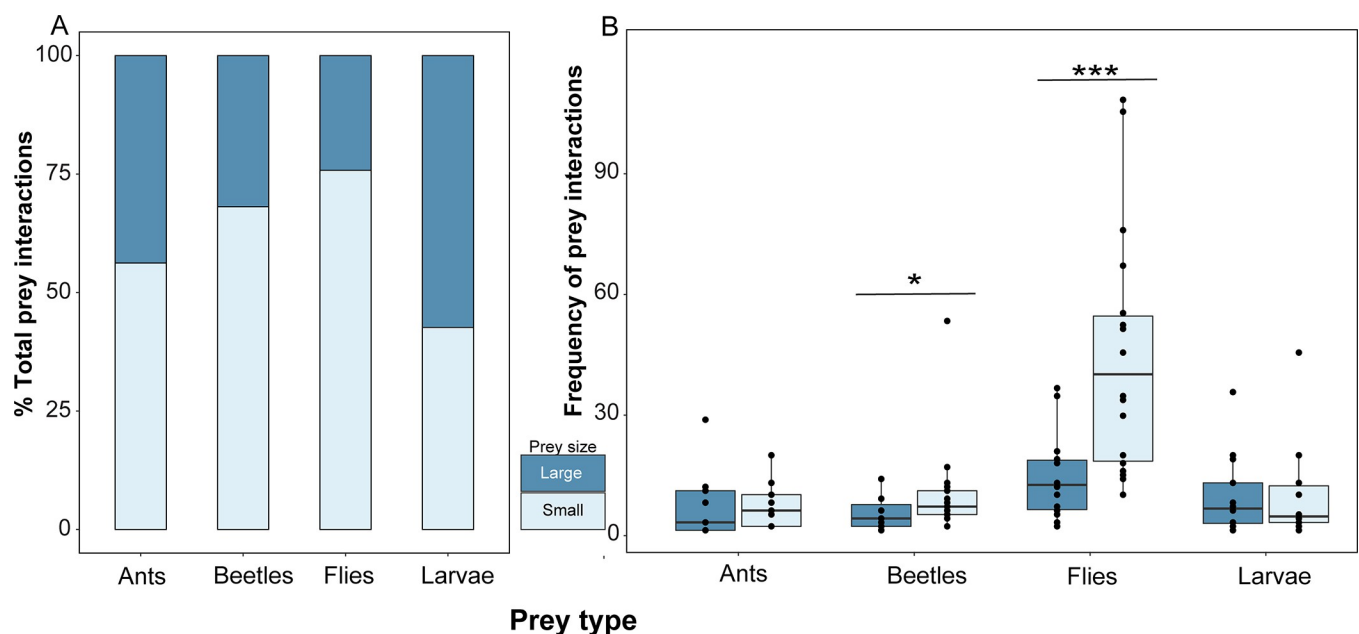 A
% Total prey interactions
100
75
50
25
0
Ants Beetles Flies Larvae
Prey size
Large
Small
B
Frequency of prey interactions
90
60
30
0
*
***
Ants Beetles Flies Larvae
Prey type